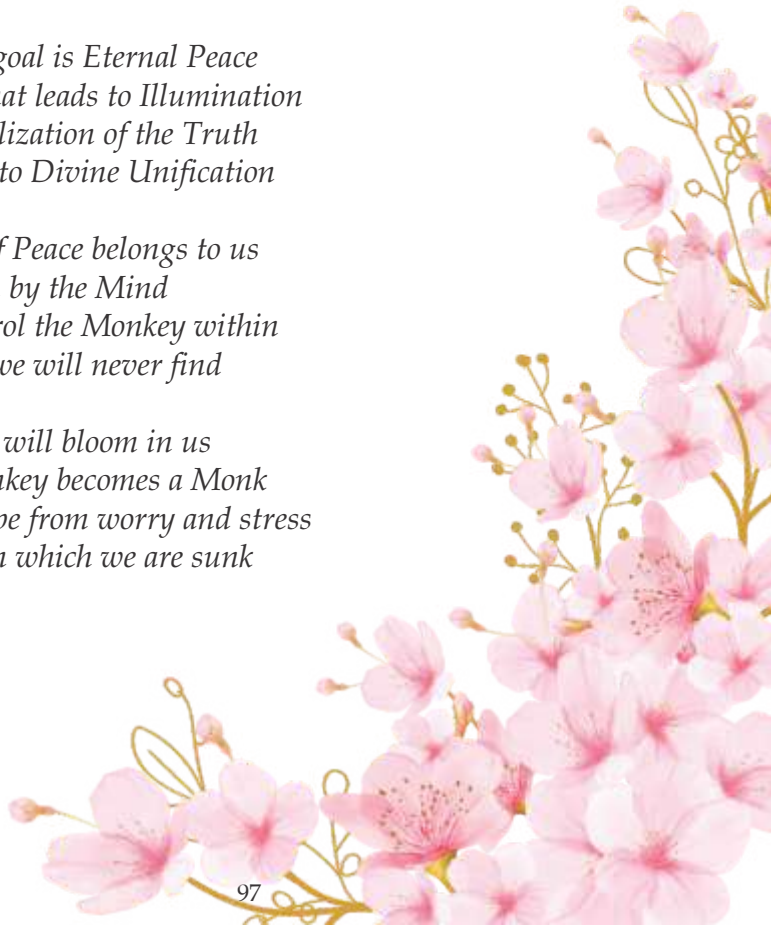 goal is Eternal Peace
at leads to Illumination
lization of the Truth
to Divine Unification
f Peace belongs to us
by the Mind
rol the Monkey within
we will never find
will bloom in us
nkey becomes a Monk
pe from worry and stress
n which we are sunk
97